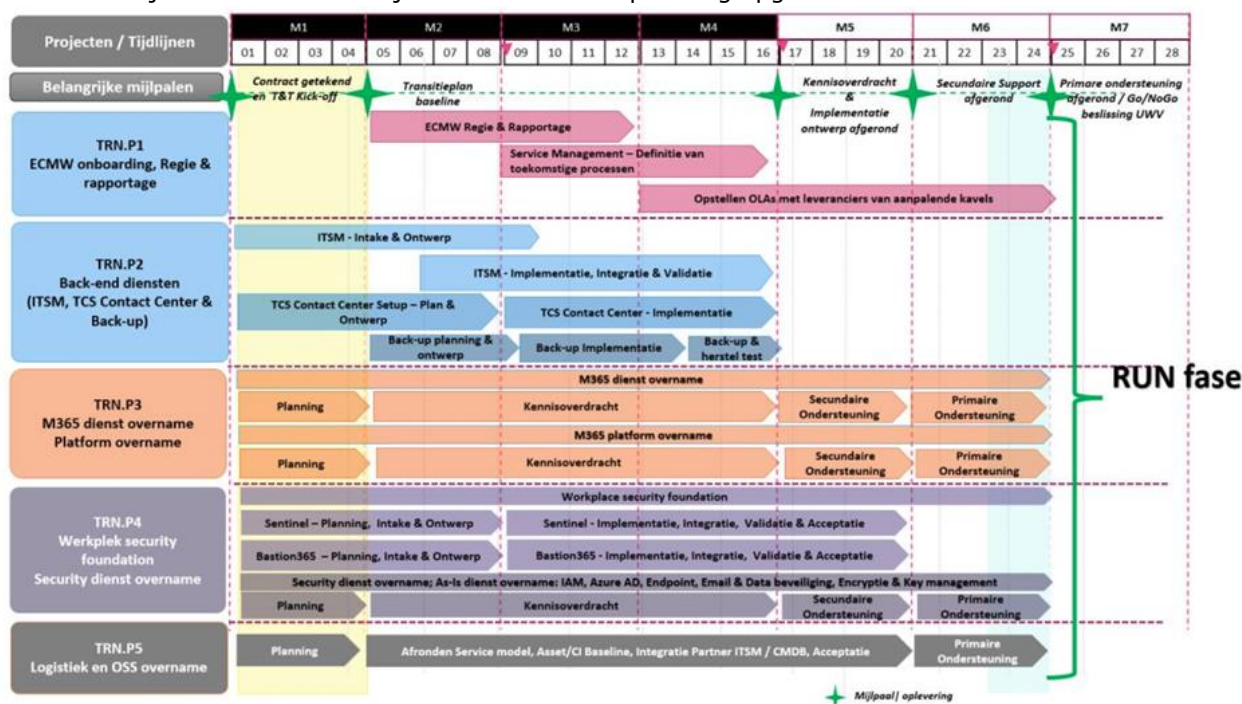 Projecten / Tijdlijnen
M1
M2
M3
M4
M5
M6
M7
01 02 03 04 05 06 07 08 09 10 11 12 13 14 15 16 17 18 19 20 21 22 23 24 25 26 27 28
Belangrijke mijlpalen
Contract getekend
en T&T Kick-off
Transitieplan
baseline
Kennisoverdracht
&
Implementatie
ontwerp afgerond
Secundaire Support
afgerond
Primare ondersteuning
afgerond / Go/NoGo
beslissing UWV
TRN.P1
ECMW onboarding, Regie &
rapportage
ECMW Regie & Rapportage
Service Management – Definitie van
toekomstige processen
Opstellen OLAs met leveranciers van aanpalende kavels
TRN.P2
Back-end diensten
(ITSM, TCS Contact Center &
Back-up)
ITSM - Intake & Ontwerp
ITSM - Implementatie, Integratie & Validatie
TCS Contact Center Setup – Plan &
Ontwerp
TCS Contact Center - Implementatie
Back-up planning &
ontwerp
Back-up Implementatie
Back-up &
herstel test
TRN.P3
M365 dienst overname
Platform overname
M365 dienst overname
Planning
Kennisoverdracht
Secundaire
Ondersteuning
Primaire
Ondersteuning
M365 platform overname
Planning
Kennisoverdracht
Secundaire
Ondersteuning
Primaire
Ondersteuning
RUN fase
TRN.P4
Werkplek security
foundation
Security dienst overname
Workplace security foundation
Sentinel – Planning, Intake & Ontwerp
Sentinel - Implementatie, Integratie, Validatie & Acceptatie
Bastion365 – Planning, Intake & Ontwerp
Bastion365 - Implementatie, Integratie, Validatie & Acceptatie
Security dienst overname; As-Is dienst overname: IAM, Azure AD, Endpoint, Email & Data beveiliging, Encryptie & Key management
Planning
Kennisoverdracht
Secundaire
Ondersteuning
Primaire
Ondersteuning
TRN.P5
Logistiek en OSS overname
Planning
Afronden Service model, Asset/CI Baseline, Integratie Partner ITSM / CMDB, Acceptatie
Primaire
Ondersteuning
Mijlpaal| oplevering